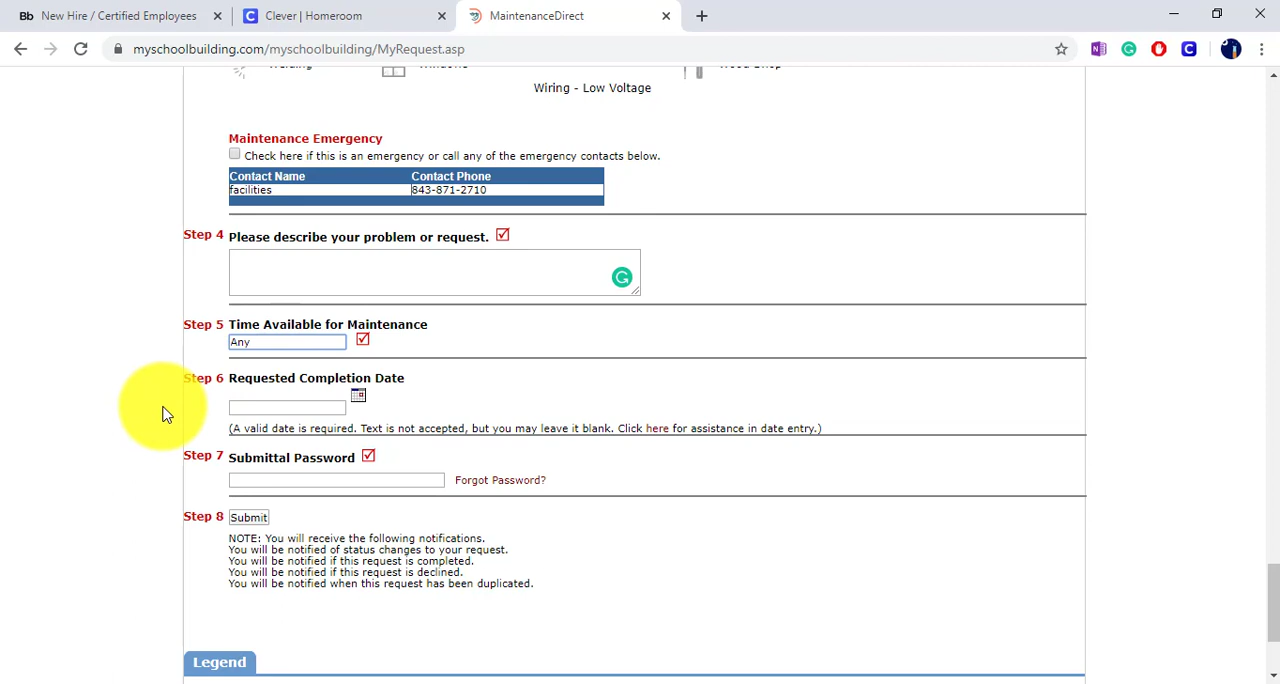 Bb New Hire / Certified Employees
C Clever | Homeroom
MaintenanceDirect
myschoolbuilding.com/myschoolbuilding/MyRequest.asp
Welding
Windows
Wood Shop
Wiring - Low Voltage
Maintenance Emergency
Check here if this is an emergency or call any of the emergency contacts below.
Contact Name Contact Phone
facilities 843-871-2710
Step 4 Please describe your problem or request.
Step 5 Time Available for Maintenance
Any
Step 6 Requested Completion Date
(A valid date is required. Text is not accepted, but you may leave it blank. Click here for assistance in date entry.)
Step 7 Submittal Password
Forgot Password?
Step 8 Submit
NOTE: You will receive the following notifications.
You will be notified of status changes to your request.
You will be notified if this request is completed.
You will be notified if this request is declined.
You will be notified when this request has been duplicated.
Legend